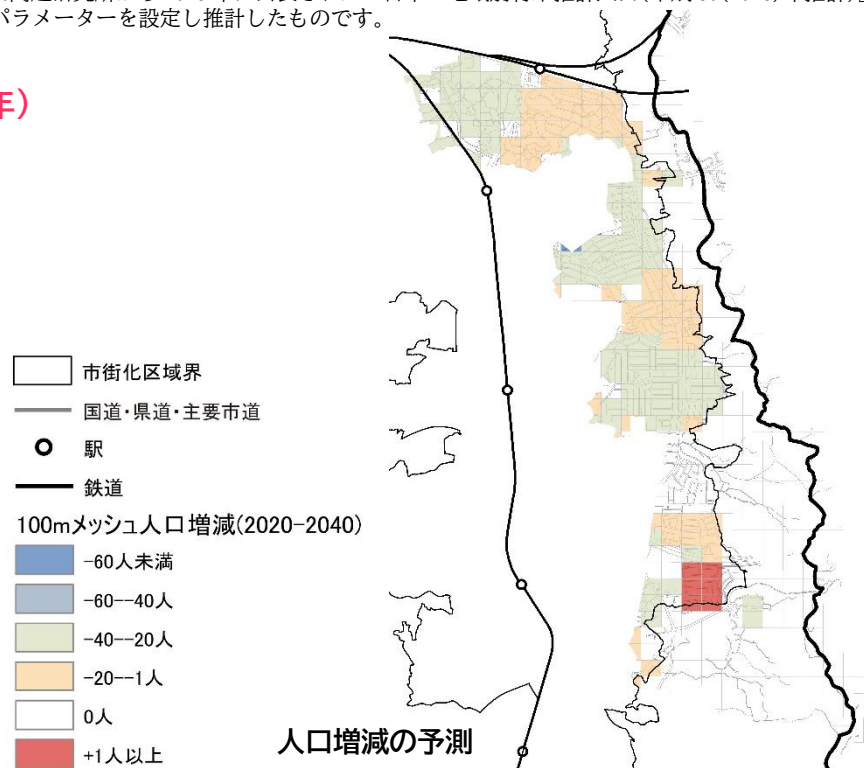 パラメーターを設定し推計したものです。
年）
市街化区域界
国道・県道・主要市道
駅
鉄道
100mメッシュ人口増減(2020-2040)
-60人未満
-60--40人
-40--20人
-20--1人
0人
+1人以上
人口増減の予測